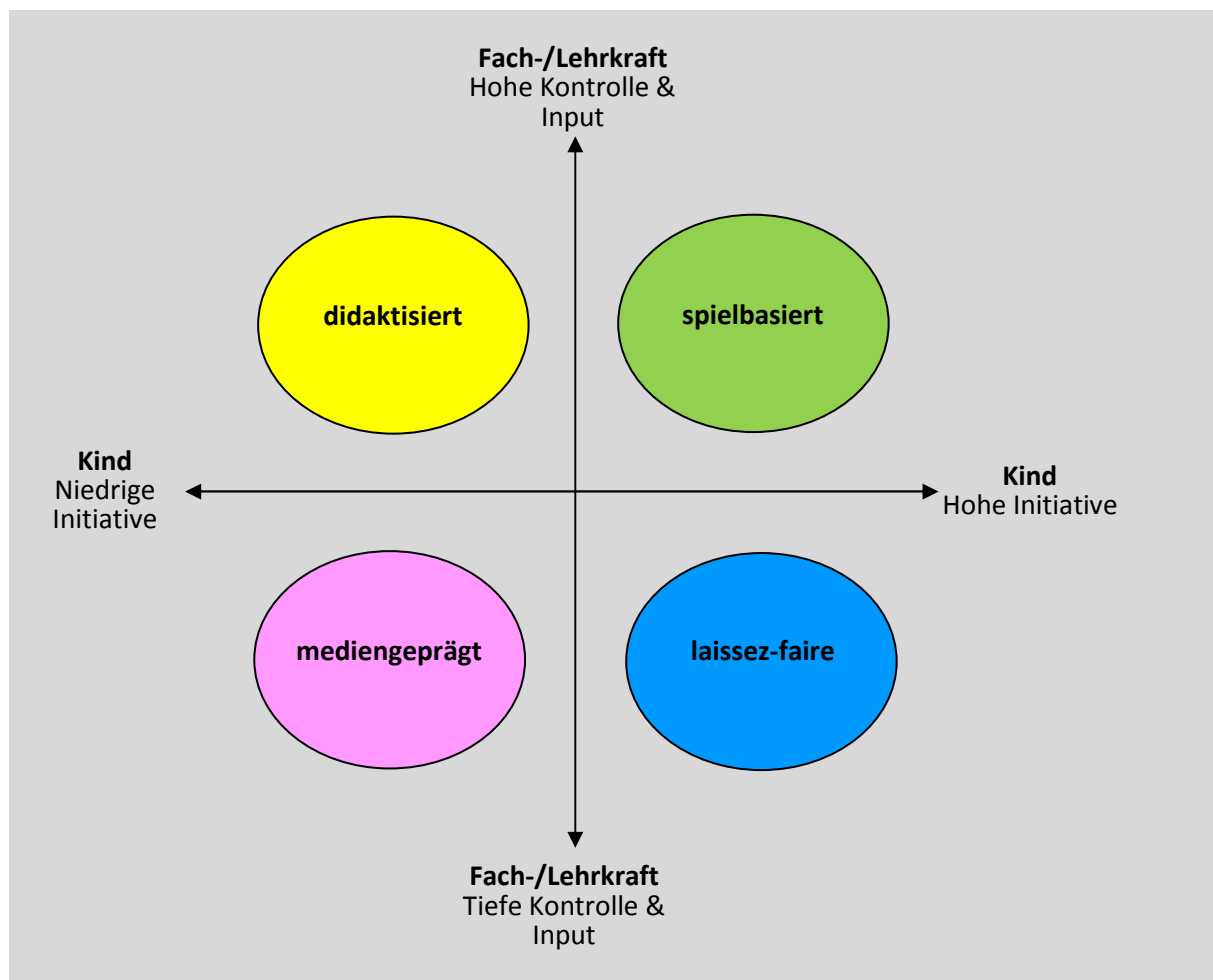 Fach-/Lehrkraft
Hohe Kontrolle &
Input
didaktisiert
spielbasiert
Kind
Niedrige
Initiative
Kind
Hohe Initiative
mediengeprägt
laissez-faire
Fach-/Lehrkraft
Tiefe Kontrolle &
Input